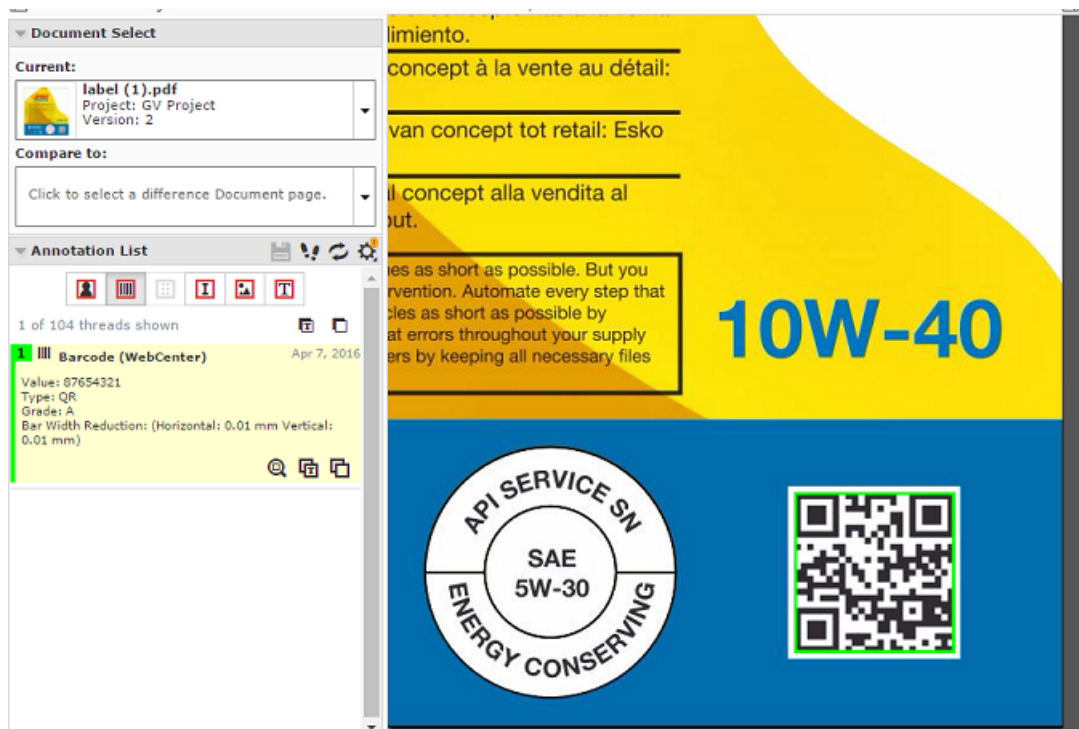 Document Select
Current:
label (1).pdf
Project: GV Project
Version: 2
Compare to:
Click to select a difference Document page.
Annotation List
1 of 104 threads shown
1 Barcode (WebCenter) Apr 7, 2016
Value: 87654321
Type: QR
Grade: A
Bar Width Reduction: (Horizontal: 0.01 mm Vertical:
0.01 mm)
limiento.
concept à la vente au détail:
van concept tot retail: Esko
al concept alla vendita al
out.
es as short as possible. But you
rvention. Automate every step that
cles as short as possible by
at errors throughout your supply
ers by keeping all necessary files
10W-40
API SERVICE SN
SAE
5W-30
ENERGY CONSERVING